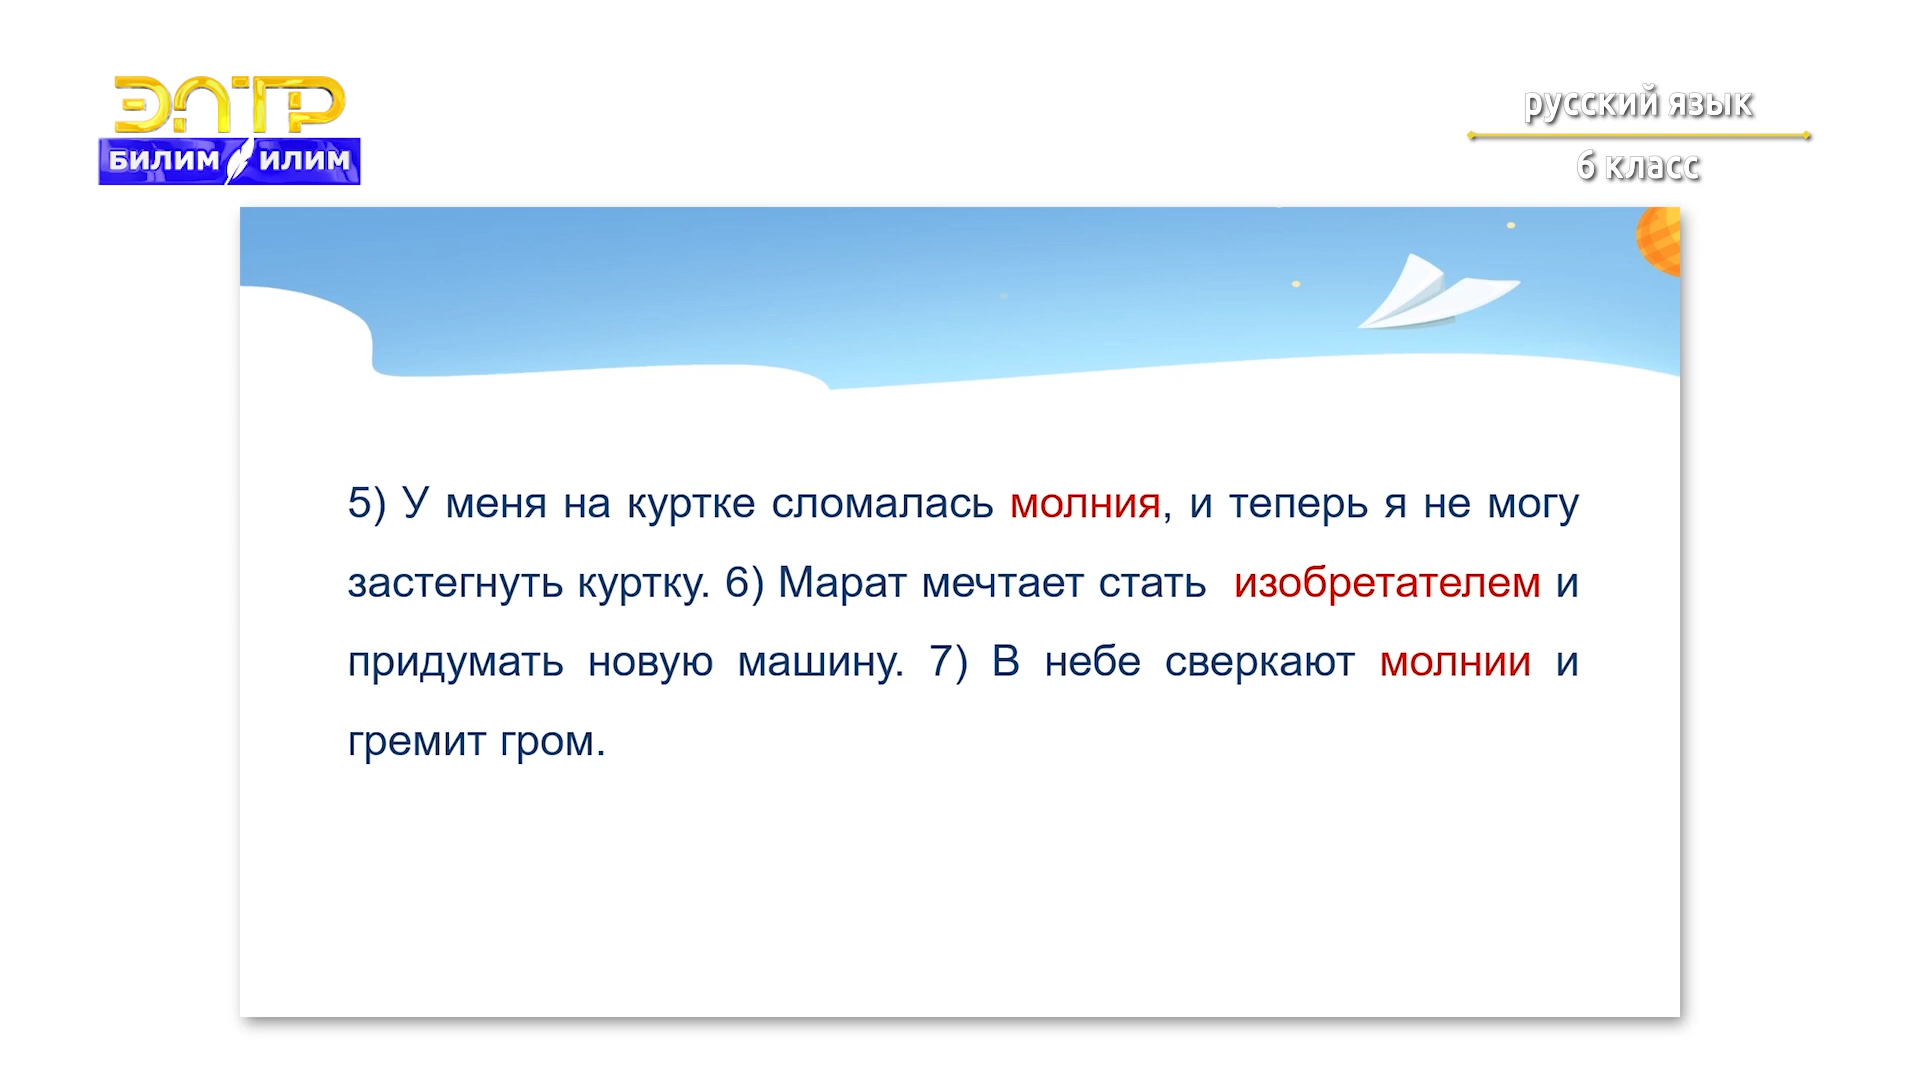 ЭЛТР
БИЛИМ ИЛИМ
русский язык
6 класс
5) У меня на куртке сломалась молния, и теперь я не могу
застегнуть куртку. 6) Марат мечтает стать изобретателем и
придумать новую машину. 7) В небе сверкают молнии и
гремит гром.